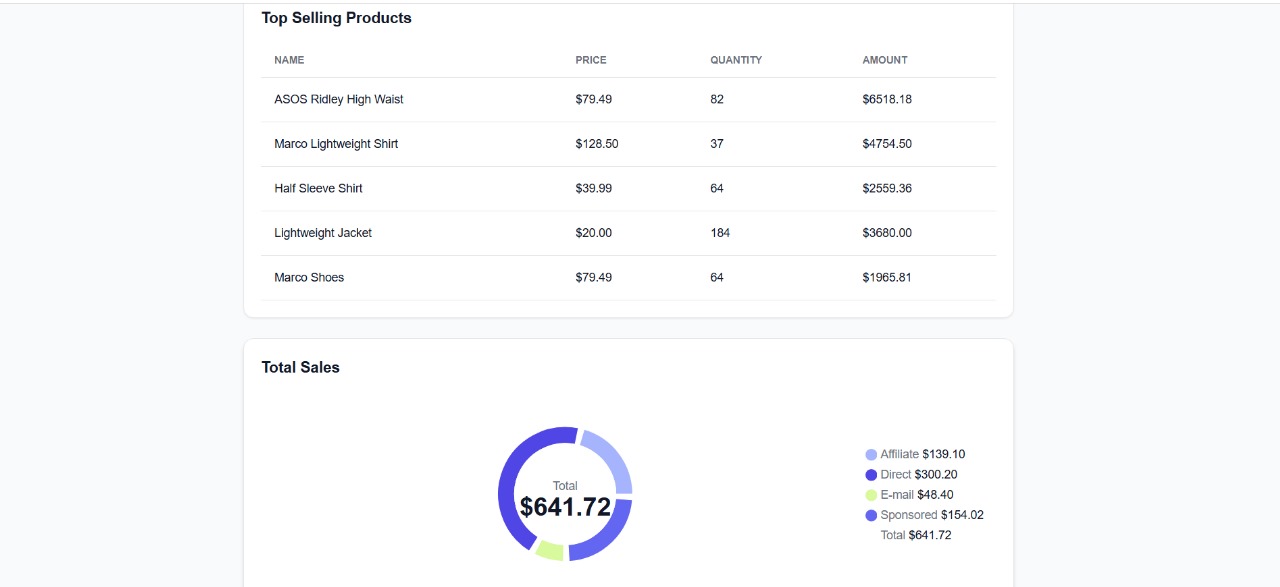 Top Selling Products
NAME PRICE QUANTITY AMOUNT
ASOS Ridley High Waist $79.49 82 $6518.18
Marco Lightweight Shirt $128.50 37 $4754.50
Half Sleeve Shirt $39.99 64 $2559.36
Lightweight Jacket $20.00 184 $3680.00
Marco Shoes $79.49 64 $1965.81
Total Sales
Total
$641.72
Affiliate $139.10
Direct $300.20
E-mail $48.40
Sponsored $154.02
Total $641.72